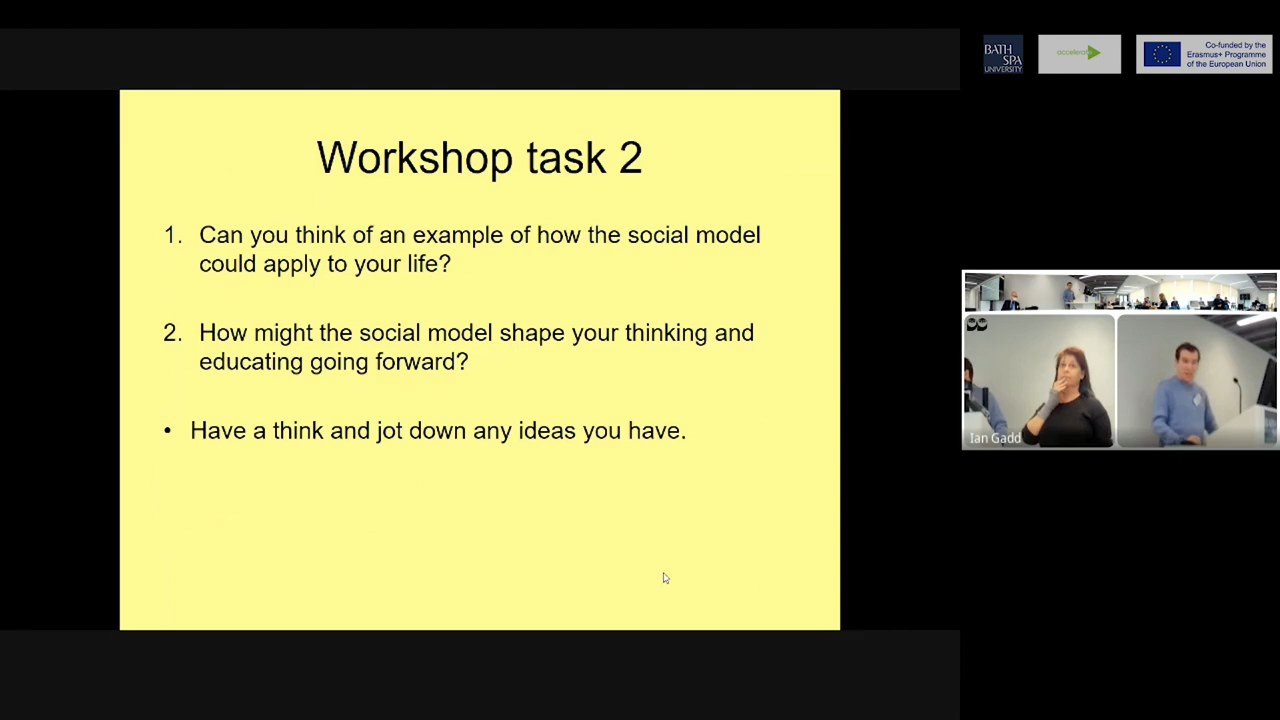 BATH
SPA
UNIVERSITY
accelerate
Co-funded by the
Erasmus+ Programme
of the European Union
Workshop task 2
1. Can you think of an example of how the social model
could apply to your life?
2. How might the social model shape your thinking and
educating going forward?
• Have a think and jot down any ideas you have.
Ian Gadd